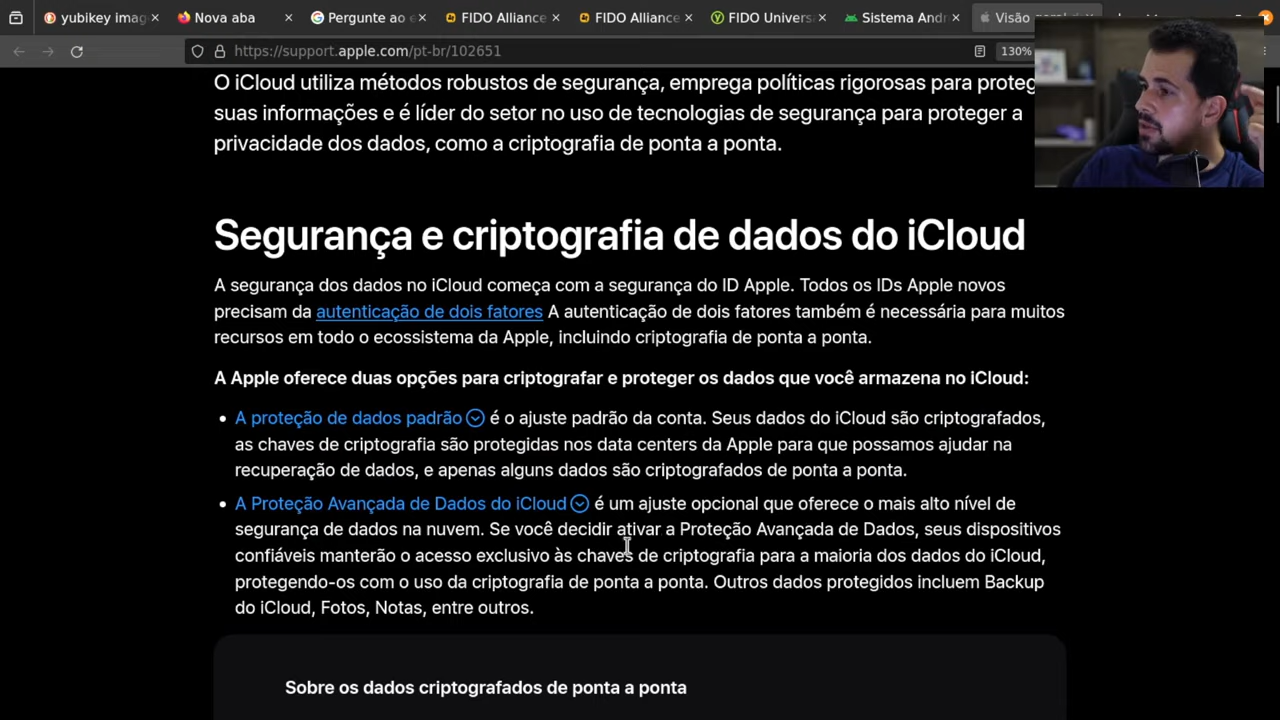 yubikey imag
Nova aba
Pergunte ao e
FIDO Alliance
FIDO Alliance
FIDO Univers
Sistema Andr
Visão geral
https://support.apple.com/pt-br/102651
130%
O iCloud utiliza métodos robustos de segurança, emprega políticas rigorosas para proteg
suas informações e é líder do setor no uso de tecnologias de segurança para proteger a
privacidade dos dados, como a criptografia de ponta a ponta.
Segurança e criptografia de dados do iCloud
A segurança dos dados no iCloud começa com a segurança do ID Apple. Todos os IDs Apple novos
precisam da autenticação de dois fatores A autenticação de dois fatores também é necessária para muitos
recursos em todo o ecossistema da Apple, incluindo criptografia de ponta a ponta.
A Apple oferece duas opções para criptografar e proteger os dados que você armazena no iCloud:
• A proteção de dados padrão é o ajuste padrão da conta. Seus dados do iCloud são criptografados,
as chaves de criptografia são protegidas nos data centers da Apple para que possamos ajudar na
recuperação de dados, e apenas alguns dados são criptografados de ponta a ponta.
• A Proteção Avançada de Dados do iCloud é um ajuste opcional que oferece o mais alto nível de
segurança de dados na nuvem. Se você decidir ativar a Proteção Avançada de Dados, seus dispositivos
confiáveis manterão o acesso exclusivo às chaves de criptografia para a maioria dos dados do iCloud,
protegendo-os com o uso da criptografia de ponta a ponta. Outros dados protegidos incluem Backup
do iCloud, Fotos, Notas, entre outros.
Sobre os dados criptografados de ponta a ponta